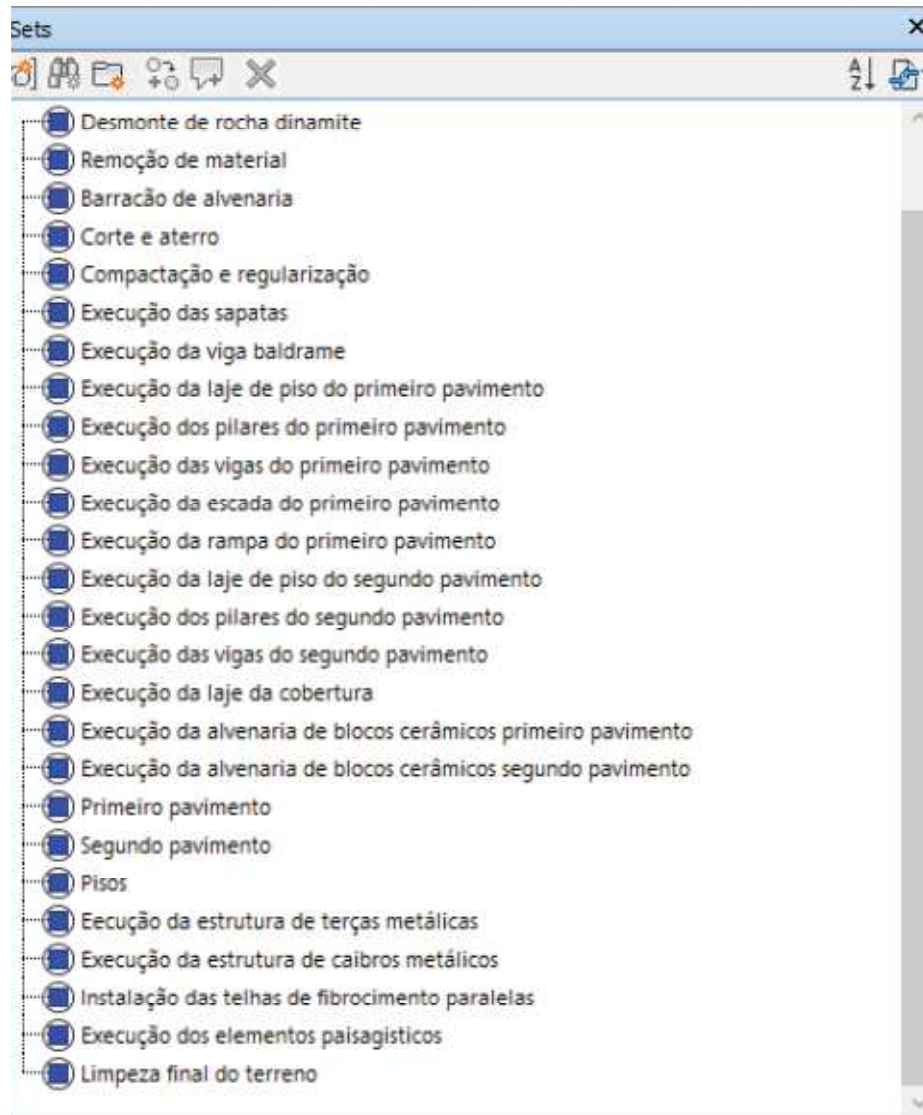 Sets
Desmonte de rocha dinamite
Remoção de material
Barracão de alvenaria
Corte e aterro
Compactação e regularização
Execução das sapatas
Execução da viga baldrame
Execução da laje de piso do primeiro pavimento
Execução dos pilares do primeiro pavimento
Execução das vigas do primeiro pavimento
Execução da escada do primeiro pavimento
Execução da rampa do primeiro pavimento
Execução da laje de piso do segundo pavimento
Execução dos pilares do segundo pavimento
Execução das vigas do segundo pavimento
Execução da laje da cobertura
Execução da alvenaria de blocos cerâmicos primeiro pavimento
Execução da alvenaria de blocos cerâmicos segundo pavimento
Primeiro pavimento
Segundo pavimento
Pisos
Eecução da estrutura de terças metálicas
Execução da estrutura de caibros metálicos
Instalação das telhas de fibrocimento paralelas
Execução dos elementos paisagisticos
Limpeza final do terreno